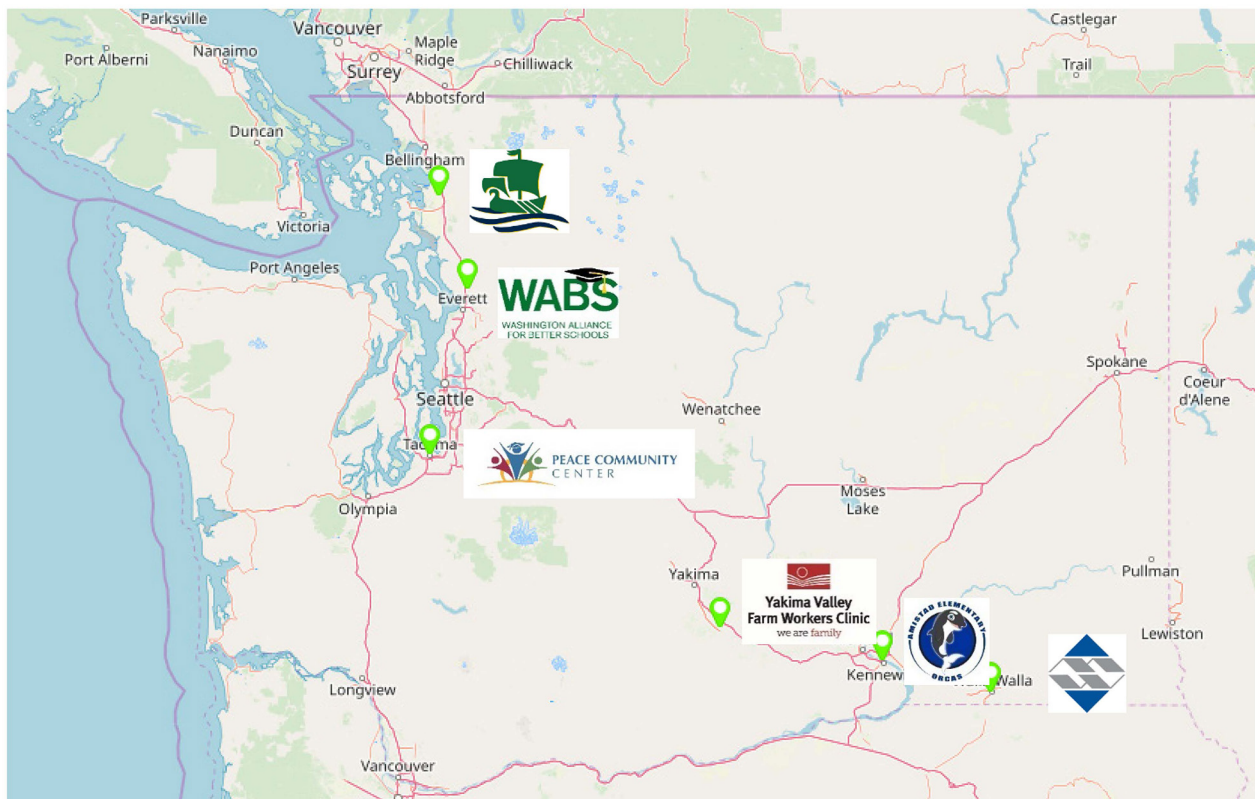 Parksville
Vancouver
Castlegar
Port Alberni
Nanaimo
Maple
Ridge
Surrey
Chilliwack
Trail
Abbotsford
Duncan
Bellingham
Victoria
Port Angeles
Everett
WABS
WASHINGTON ALLIANCE
FOR BETTER SCHOOLS
Spokane
Coeur
d'Alene
Seattle
Wenatchee
PEACE COMMUNITY
CENTER
Moses
Lake
Olympia
Yakima
Pullman
Yakima Valley
Farm Workers Clinic
we are family
AMISTAD ELEMENTARY
ORCAS
Lewiston
Kennew
Walla
Longview
Vancouver